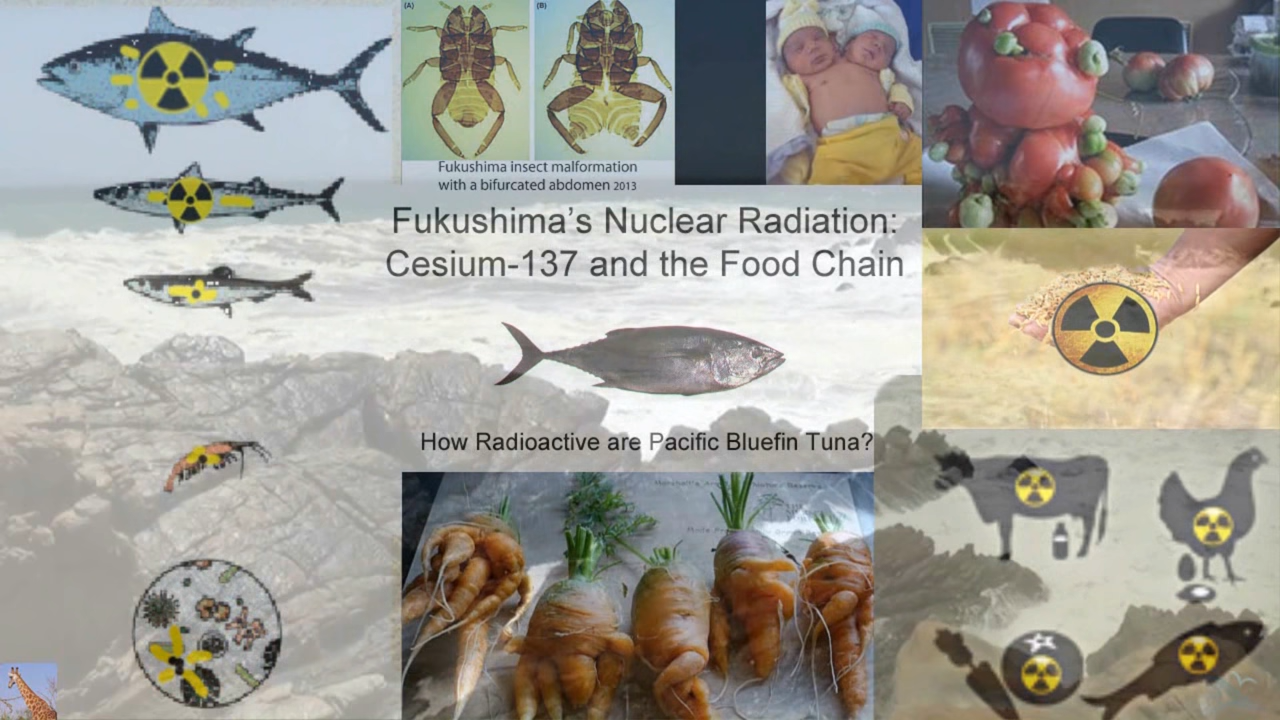 (A)
(B)
Fukushima insect malformation
with a bifurcated abdomen 2013
Fukushima's Nuclear Radiation:
Cesium-137 and the Food Chain
How Radioactive are Pacific Bluefin Tuna?